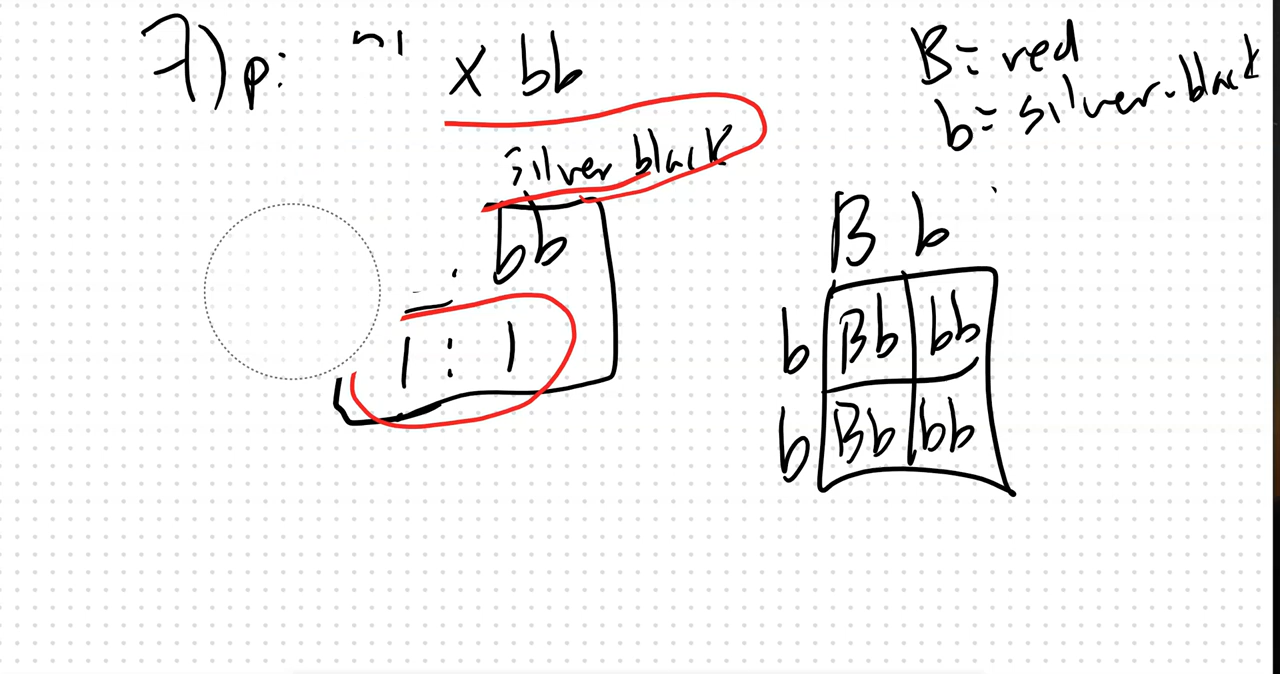 7) p: x bb
B = red
b = silver-black
silver black
bb
1 : 1
B b
b Bb bb
b Bb bb